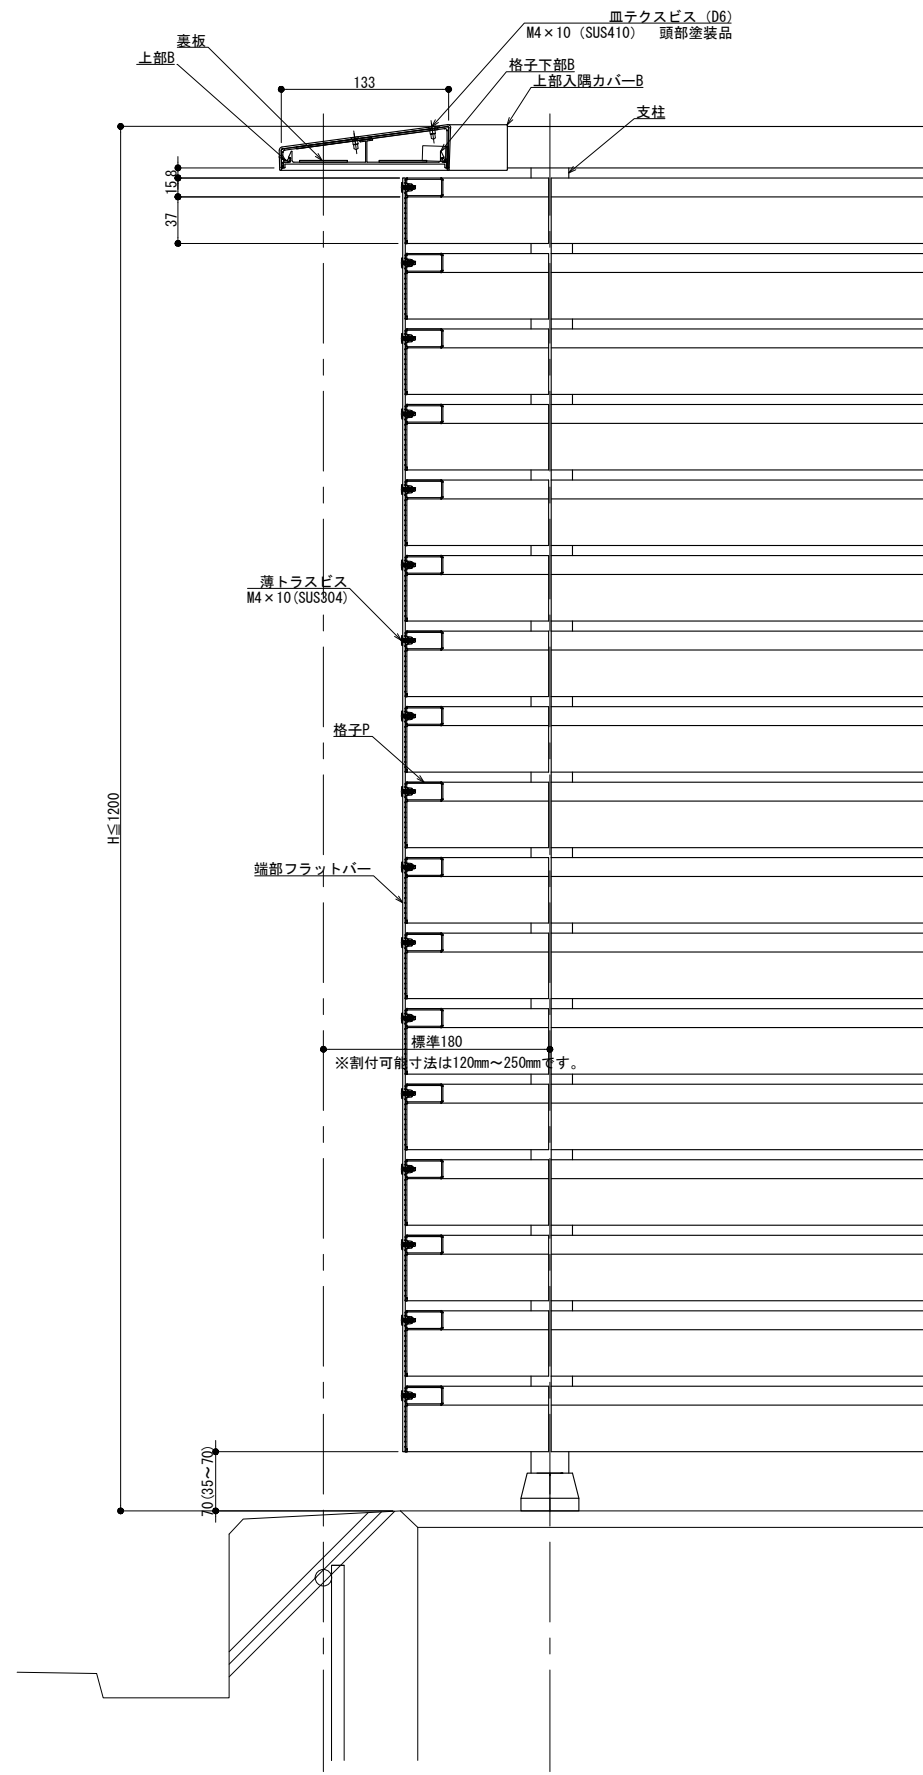 皿テクスビス (D6)
M4×10 (SUS410) 頭部塗装品
裏板
上部B
格子下部B
133
上部入隅カバーB
支柱
15.8
37
薄トラスビス
M4×10(SUS304)
格子P
H≦1200
端部フラットバー
標準180
※割付可能寸法は120mm～250mmです。
70(35～70)